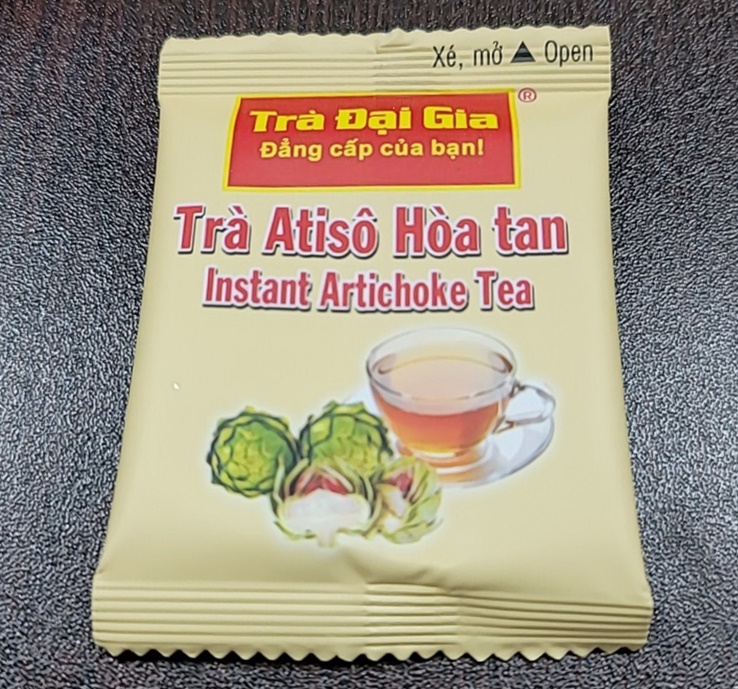 Xé, mở ▲ Open
Trà Đại Gia ®
Đẳng cấp của bạn!
Trà Atisô Hòa tan
Instant Artichoke Tea